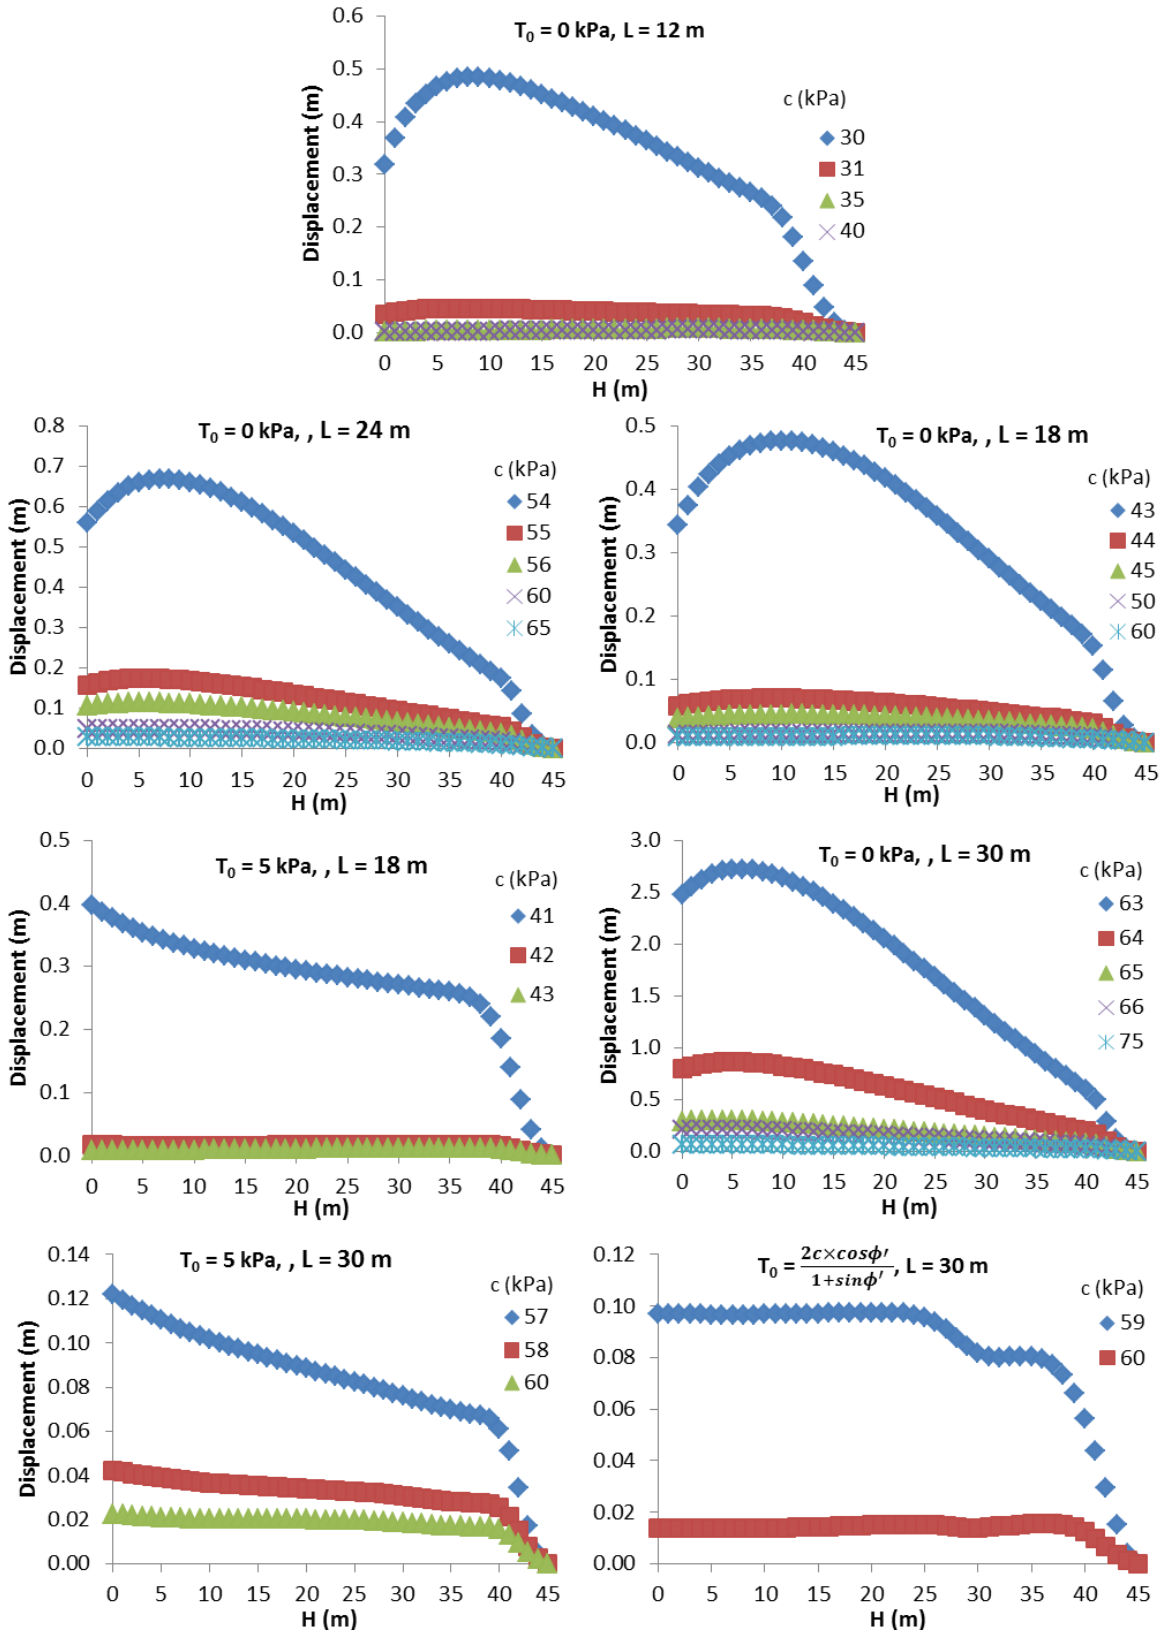 T₀ = 0 kPa, L = 12 m
Displacement (m)
0.6
0.5
0.4
0.3
0.2
0.1
0.0
0 5 10 15 20 25 30 35 40 45
H (m)
c (kPa)
30
31
35
40
T₀ = 0 kPa, , L = 24 m
Displacement (m)
0.8
0.7
0.6
0.5
0.4
0.3
0.2
0.1
0.0
0 5 10 15 20 25 30 35 40 45
H (m)
c (kPa)
54
55
56
60
65
T₀ = 0 kPa, , L = 18 m
Displacement (m)
0.5
0.4
0.3
0.2
0.1
0.0
0 5 10 15 20 25 30 35 40 45
H (m)
c (kPa)
43
44
45
50
60
T₀ = 5 kPa, , L = 18 m
Displacement (m)
0.5
0.4
0.3
0.2
0.1
0.0
0 5 10 15 20 25 30 35 40 45
H (m)
c (kPa)
41
42
43
T₀ = 0 kPa, , L = 30 m
Displacement (m)
3.0
2.5
2.0
1.5
1.0
0.5
0.0
0 5 10 15 20 25 30 35 40 45
H (m)
c (kPa)
63
64
65
66
75
T₀ = 5 kPa, , L = 30 m
Displacement (m)
0.14
0.12
0.10
0.08
0.06
0.04
0.02
0.00
0 5 10 15 20 25 30 35 40 45
H (m)
c (kPa)
57
58
60
T₀ = 2c×cosϕ′ / 1+sinϕ′, L = 30 m
0.12
0.10
0.08
0.06
0.04
0.02
0.00
0 5 10 15 20 25 30 35 40 45
H (m)
c (kPa)
59
60